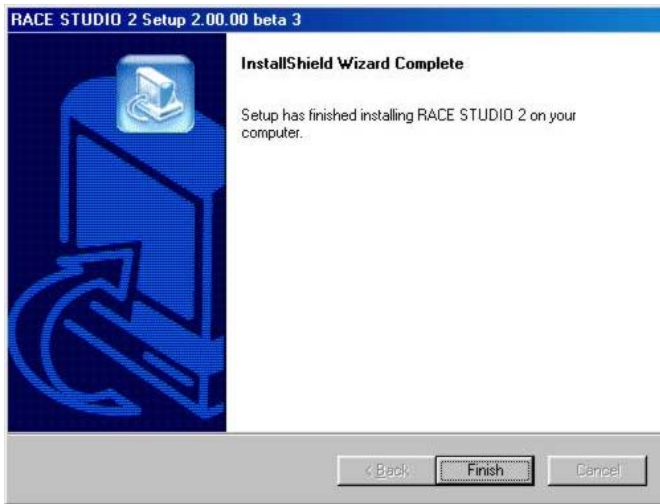 RACE STUDIO 2 Setup 2.00.00 beta 3
InstallShield Wizard Complete
Setup has finished installing RACE STUDIO 2 on your
computer.
< Back
Finish
Cancel